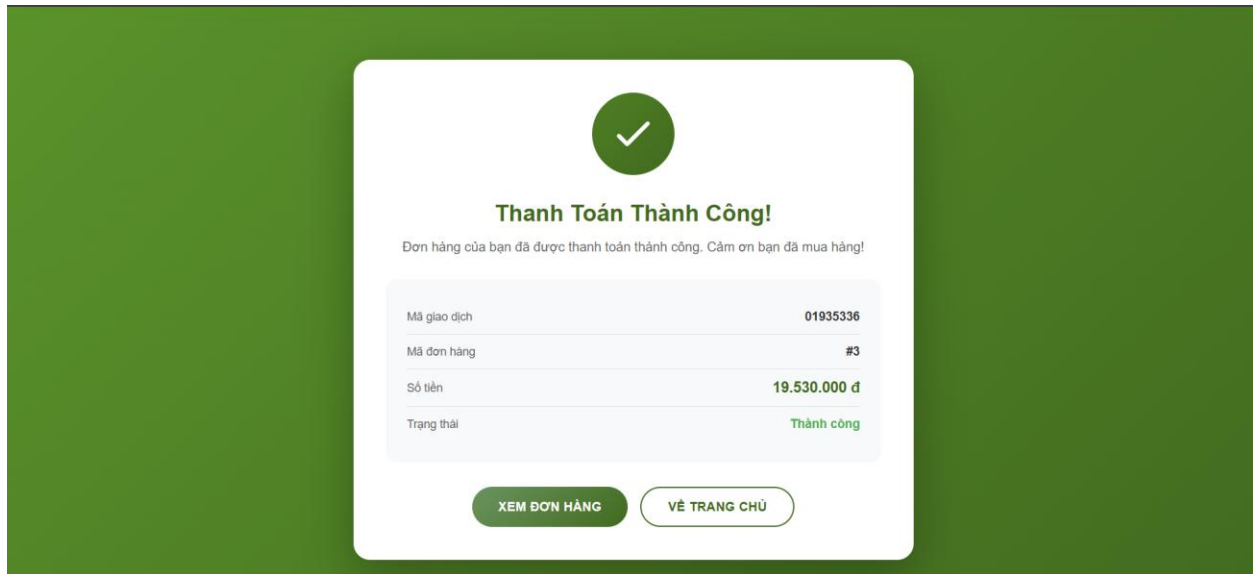 Thanh Toán Thành Công!
Đơn hàng của bạn đã được thanh toán thành công. Cảm ơn bạn đã mua hàng!
Mã giao dịch 01935336
Mã đơn hàng #3
Số tiền 19.530.000 đ
Trạng thái Thành công
XEM ĐƠN HÀNG VỀ TRANG CHỦ